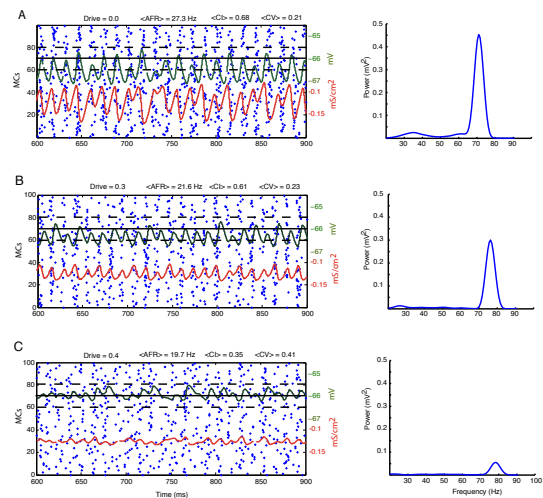 A
Drive = 0.0 <AFR> = 27.3 Hz <CI> = 0.68 <CV> = 0.21
100
80
60
40
20
0
MCs
−65
−66
−67
mV
−0.1
−0.15
mS/cm2
600 650 700 750 800 850 900
0.5
0.4
0.3
0.2
0.1
Power (mV²)
30 40 50 60 70 80 90
B
Drive = 0.3 <AFR> = 21.6 Hz <CI> = 0.61 <CV> = 0.23
100
80
60
40
20
0
MCs
−65
−66
−67
mV
−0.1
−0.15
mS/cm2
600 650 700 750 800 850 900
0.5
0.4
0.3
0.2
0.1
Power (mV²)
30 40 50 60 70 80 90 100
C
Drive = 0.4 <AFR> = 19.7 Hz <CI> = 0.35 <CV> = 0.41
100
80
60
40
20
0
MCs
−65
−66
−67
mV
−0.1
−0.15
mS/cm2
600 650 700 750 800 850 900
Time (ms)
0.5
0.4
0.3
0.2
0.1
Power (mV²)
30 40 50 60 70 80 90 100
Frequency (Hz)